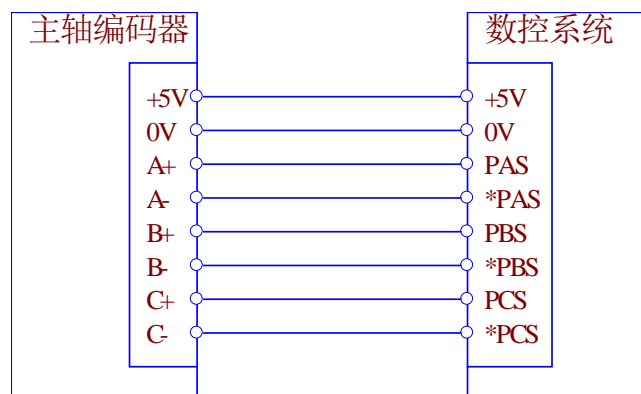 主轴编码器 数控系统
+5V +5V
0V 0V
A+ PAS
A- *PAS
B+ PBS
B- *PBS
C+ PCS
C- *PCS